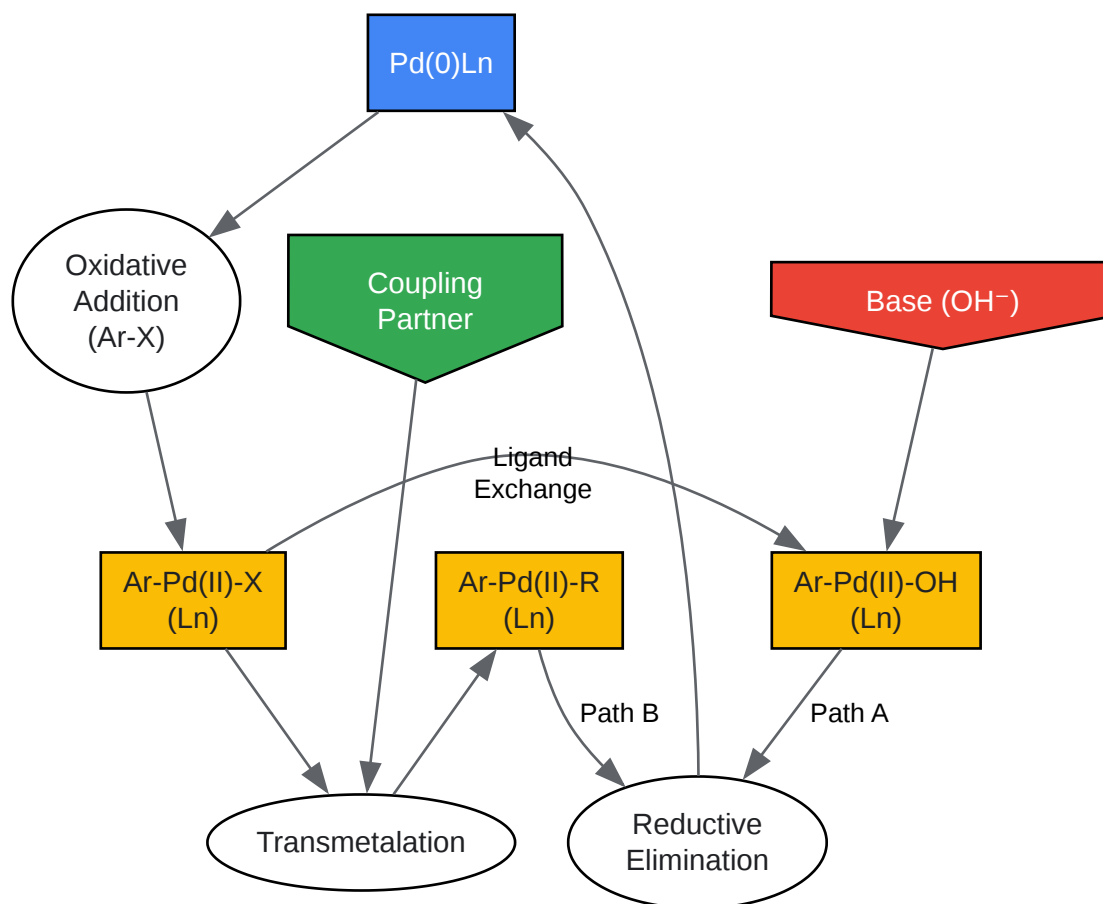 Pd(0)Ln
Oxidative
Addition
(Ar-X)
Coupling
Partner
Base (OH⁻)
Ligand
Exchange
Ar-Pd(II)-X
(Ln)
Ar-Pd(II)-R
(Ln)
Ar-Pd(II)-OH
(Ln)
Path B
Path A
Transmetalation
Reductive
Elimination